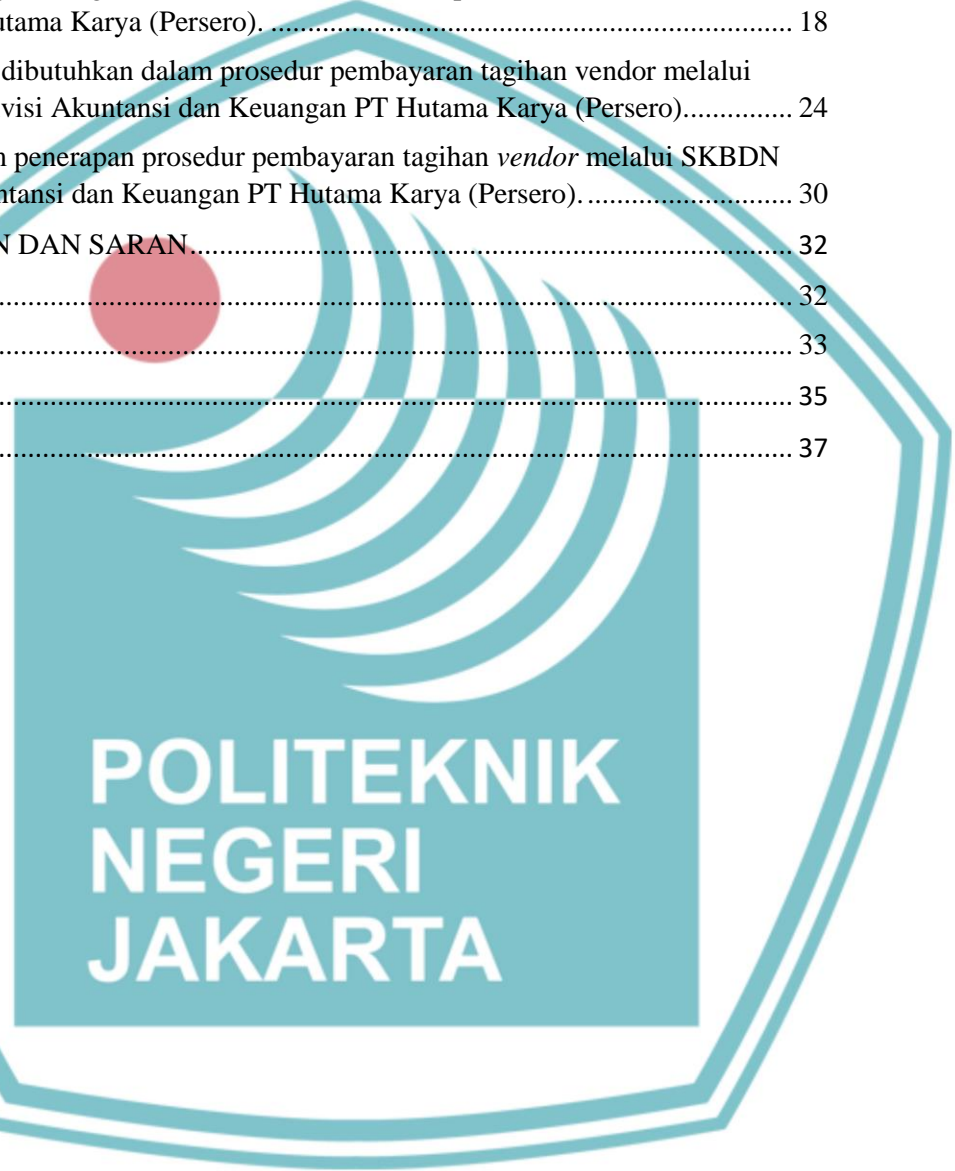 utama Karya (Persero). ........................................................................................ 18
dibutuhkan dalam prosedur pembayaran tagihan vendor melalui
visi Akuntansi dan Keuangan PT Hutama Karya (Persero).............. 24
penerapan prosedur pembayaran tagihan vendor melalui SKBDN
ntansi dan Keuangan PT Hutama Karya (Persero). ................................. 30
N DAN SARAN................................................................................................... 32
................................................................................................................................... 32
................................................................................................................................... 33
................................................................................................................................... 35
................................................................................................................................... 37
POLITEKNIK
NEGERI
JAKARTA